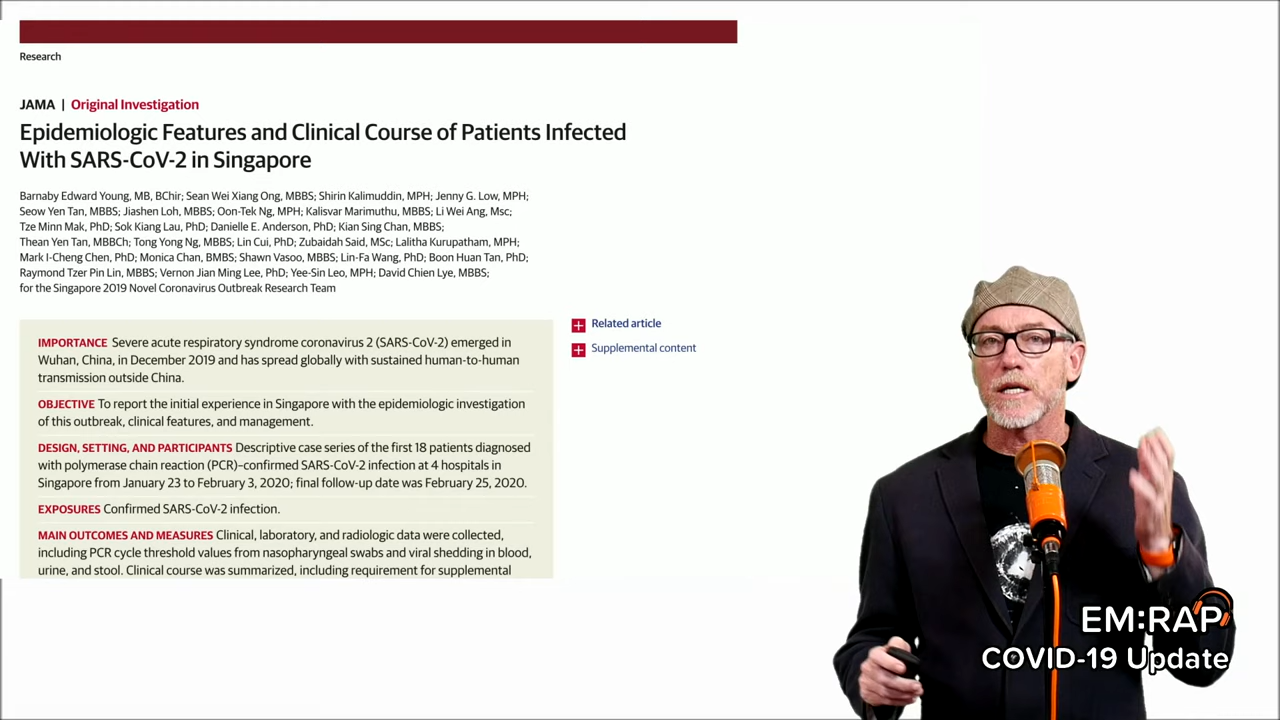 Research
JAMA | Original Investigation
Epidemiologic Features and Clinical Course of Patients Infected
With SARS-CoV-2 in Singapore
Barnaby Edward Young, MB, BChir; Sean Wei Xiang Ong, MBBS; Shirin Kalimuddin, MPH; Jenny G. Low, MPH;
Seow Yen Tan, MBBS; Jiashen Loh, MBBS; Oon-Tek Ng, MPH; Kalisvar Marimuthu, MBBS; Li Wei Ang, Msc;
Tze Minn Mak, PhD; Sok Kiang Lau, PhD; Danielle E. Anderson, PhD; Kian Sing Chan, MBBS;
Thean Yen Tan, MBBCh; Tong Yong Ng, MBBS; Lin Cui, PhD; Zubaidah Said, MSc; Lalitha Kurupatham, MPH;
Mark I-Cheng Chen, PhD; Monica Chan, BMBS; Shawn Vasoo, MBBS; Lin-Fa Wang, PhD; Boon Huan Tan, PhD;
Raymond Tzer Pin Lin, MBBS; Vernon Jian Ming Lee, PhD; Yee-Sin Leo, MPH; David Chien Lye, MBBS;
for the Singapore 2019 Novel Coronavirus Outbreak Research Team
IMPORTANCE Severe acute respiratory syndrome coronavirus 2 (SARS-CoV-2) emerged in
Wuhan, China, in December 2019 and has spread globally with sustained human-to-human
transmission outside China.
OBJECTIVE To report the initial experience in Singapore with the epidemiologic investigation
of this outbreak, clinical features, and management.
DESIGN, SETTING, AND PARTICIPANTS Descriptive case series of the first 18 patients diagnosed
with polymerase chain reaction (PCR)–confirmed SARS-CoV-2 infection at 4 hospitals in
Singapore from January 23 to February 3, 2020; final follow-up date was February 25, 2020.
EXPOSURES Confirmed SARS-CoV-2 infection.
MAIN OUTCOMES AND MEASURES Clinical, laboratory, and radiologic data were collected,
including PCR cycle threshold values from nasopharyngeal swabs and viral shedding in blood,
urine, and stool. Clinical course was summarized, including requirement for supplemental
Related article
Supplemental content
EM:RAP
COVID-19 Update